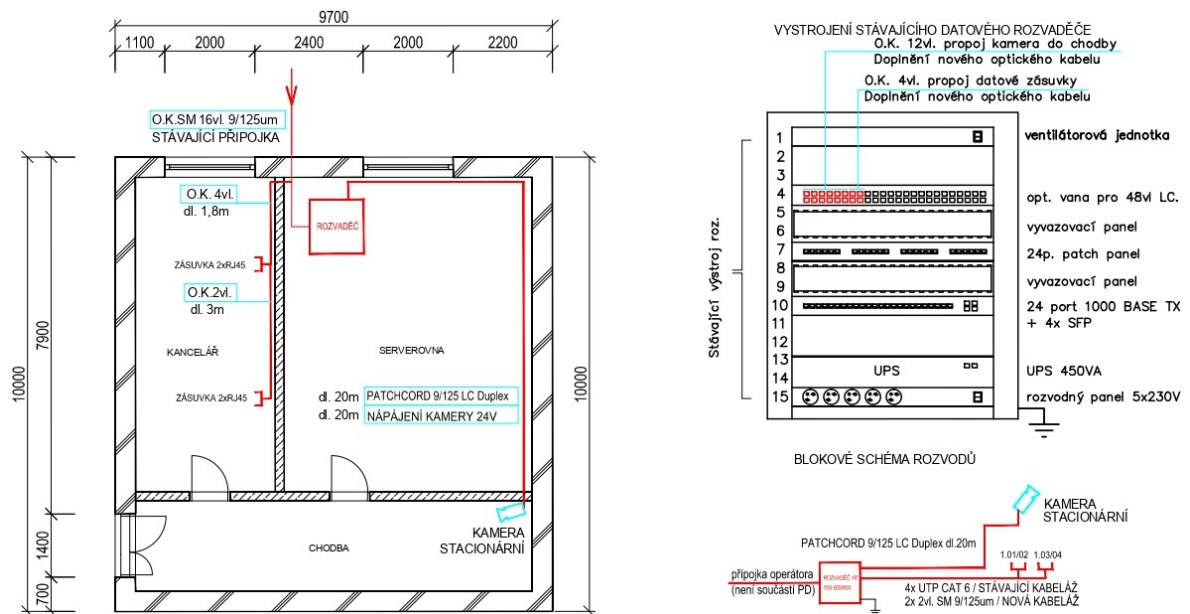 9700
1100 2000 2400 2000 2200
O.K.SM 16vl. 9/125um
STÁVAJÍCÍ PŘIPOJKA
10000
7900
1400
700
10000
O.K. 4vl.
dl. 1,8m
ROZVADĚČ
ZÁSUVKA 2xRJ45
O.K.2vl.
dl. 3m
KANCELÁŘ
SERVEROVNA
ZÁSUVKA 2xRJ45
dl. 20m PATCHCORD 9/125 LC Duplex
dl. 20m NÁPÁJENÍ KAMERY 24V
KAMERA
STACIONÁRNÍ
CHODBA
VYSTROJENÍ STÁVAJÍCÍHO DATOVÉHO ROZVADĚČE
O.K. 12vl. propoj kamera do chodby
Doplnění nového optického kabelu
O.K. 4vl. propoj datové zásuvky
Doplnění nového optického kabelu
Stávající výstroj roz.
1 ventilátorová jednotka
2
3
4 opt. vana pro 48vl LC.
5
6 vyvazovací panel
7 24p. patch panel
8
9 vyvazovací panel
10 24 port 1000 BASE TX
+ 4x SFP
11
12
13
14 UPS UPS 450VA
15 rozvodný panel 5x230V
BLOKOVÉ SCHÉMA ROZVODŮ
KAMERA
STACIONÁRNÍ
PATCHCORD 9/125 LC Duplex dl.20m
1.01/02 1.03/04
přípojka operátora
(není součásti PD)
4x UTP CAT 6 / STÁVAJÍCÍ KABELÁŽ
2x 2vl. SM 9/125um / NOVÁ KABELÁŽ